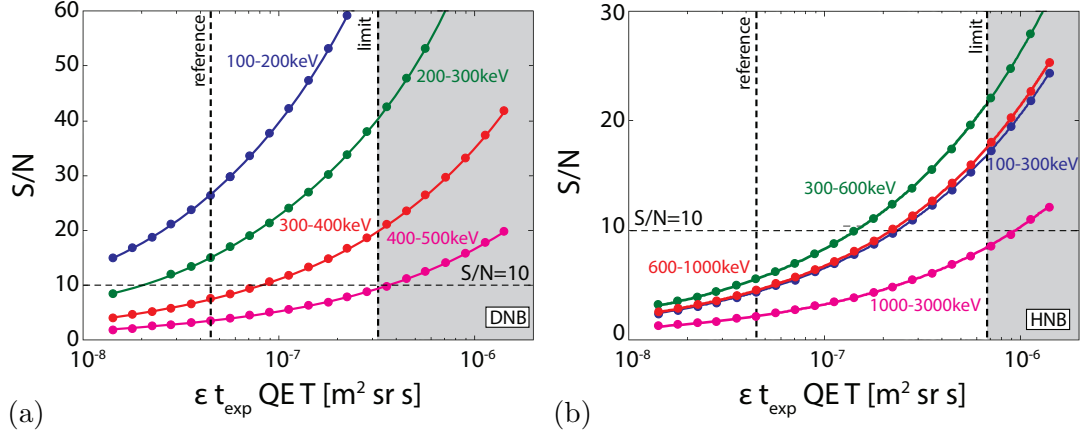 60
50
40
30
20
10
0
S/N
reference
limit
100-200keV
200-300keV
300-400keV
400-500keV
S/N=10
DNB
10⁻⁸
10⁻⁷
10⁻⁶
ε t_exp QE T [m² sr s]
(a)
30
20
10
0
S/N
reference
limit
300-600keV
100-300keV
S/N=10
600-1000keV
1000-3000keV
HNB
10⁻⁸
10⁻⁷
10⁻⁶
ε t_exp QE T [m² sr s]
(b)